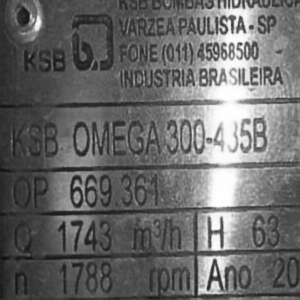 KSB BOMBAS HIDRÁULICA
VARZEA PAULISTA - SP
FONE (011) 45968500
INDUSTRIA BRASILEIRA
KSB
KSB OMEGA 300-435B
OP 669.361
Q 1743 m³/h H 63
n 1788 rpm Ano 20